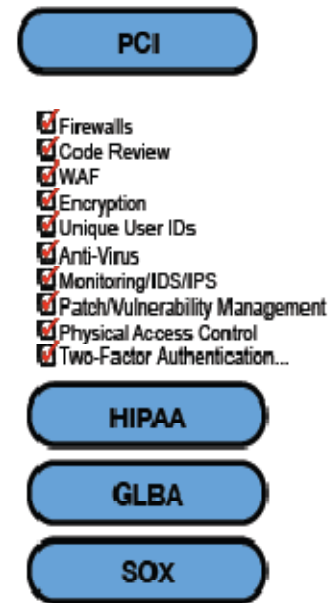 PCI
Firewalls
Code Review
WAF
Encryption
Unique User IDs
Anti-Virus
Monitoring/IDS/IPS
Patch/Vulnerability Management
Physical Access Control
Two-Factor Authentication...
HIPAA
GLBA
SOX